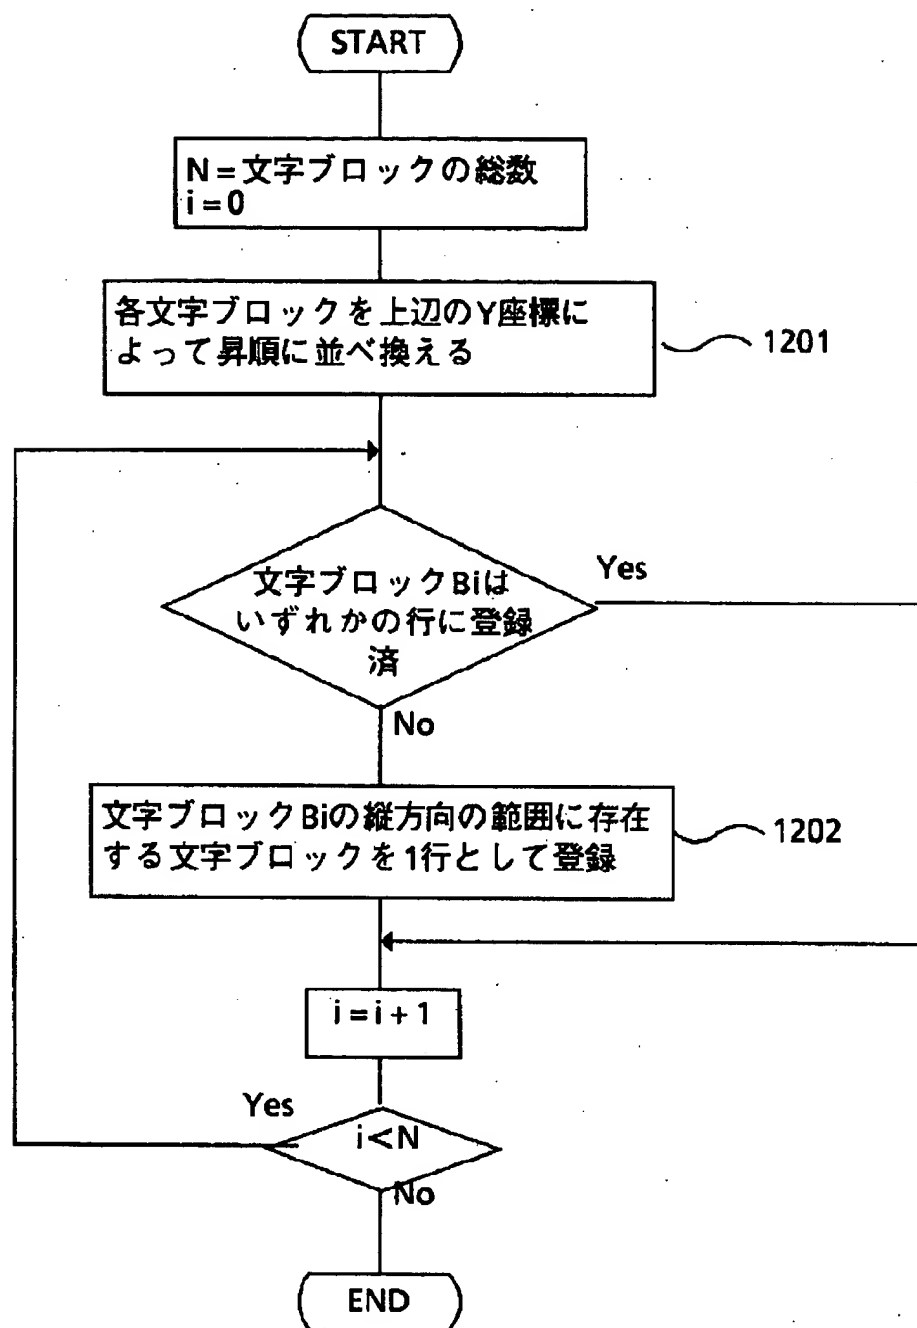 START
N=文字ブロックの総数
i=0
各文字ブロックを上辺のY座標に
よって昇順に並べ換える
1201
文字ブロックBiは
いずれかの行に登録
済
Yes
No
文字ブロックBiの縦方向の範囲に存在
する文字ブロックを1行として登録
1202
i=i+1
Yes
i<N
No
END